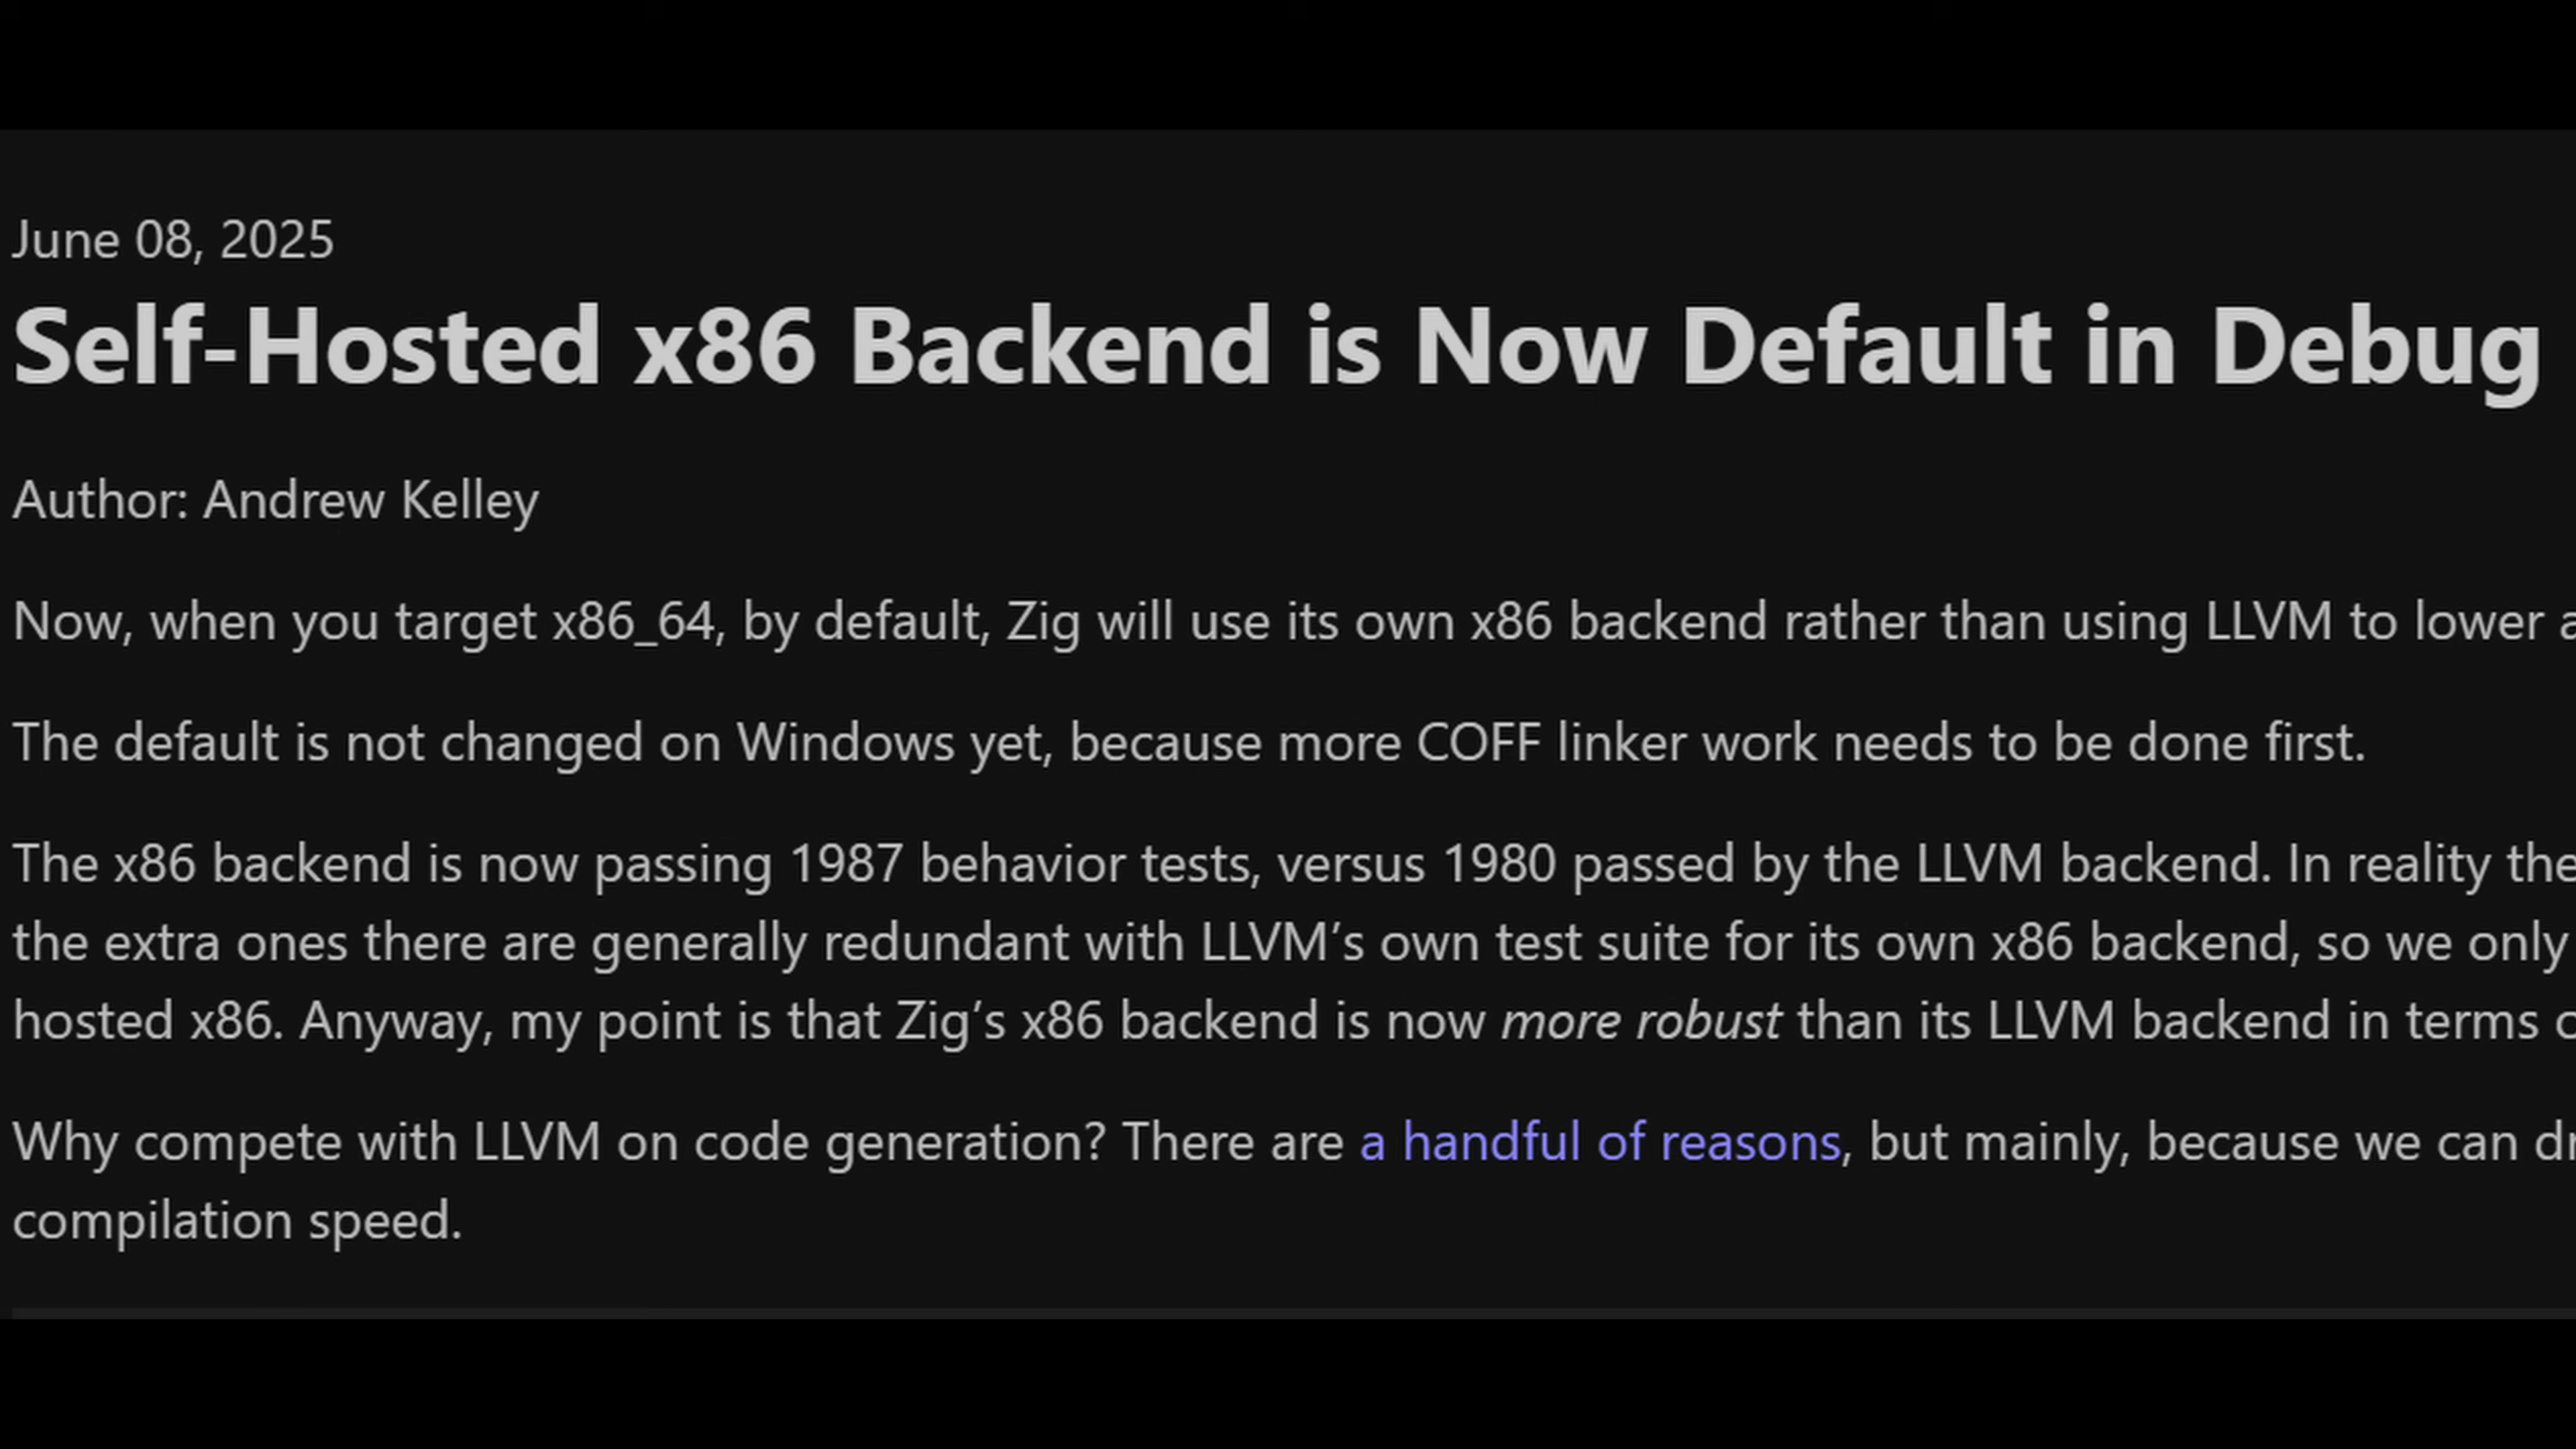 June 08, 2025
Self-Hosted x86 Backend is Now Default in Debug
Author: Andrew Kelley
Now, when you target x86_64, by default, Zig will use its own x86 backend rather than using LLVM to lower
The default is not changed on Windows yet, because more COFF linker work needs to be done first.
The x86 backend is now passing 1987 behavior tests, versus 1980 passed by the LLVM backend. In reality
the extra ones there are generally redundant with LLVM’s own test suite for its own x86 backend, so we only
hosted x86. Anyway, my point is that Zig’s x86 backend is now more robust than its LLVM backend in terms
Why compete with LLVM on code generation? There are a handful of reasons, but mainly, because we can
compilation speed.